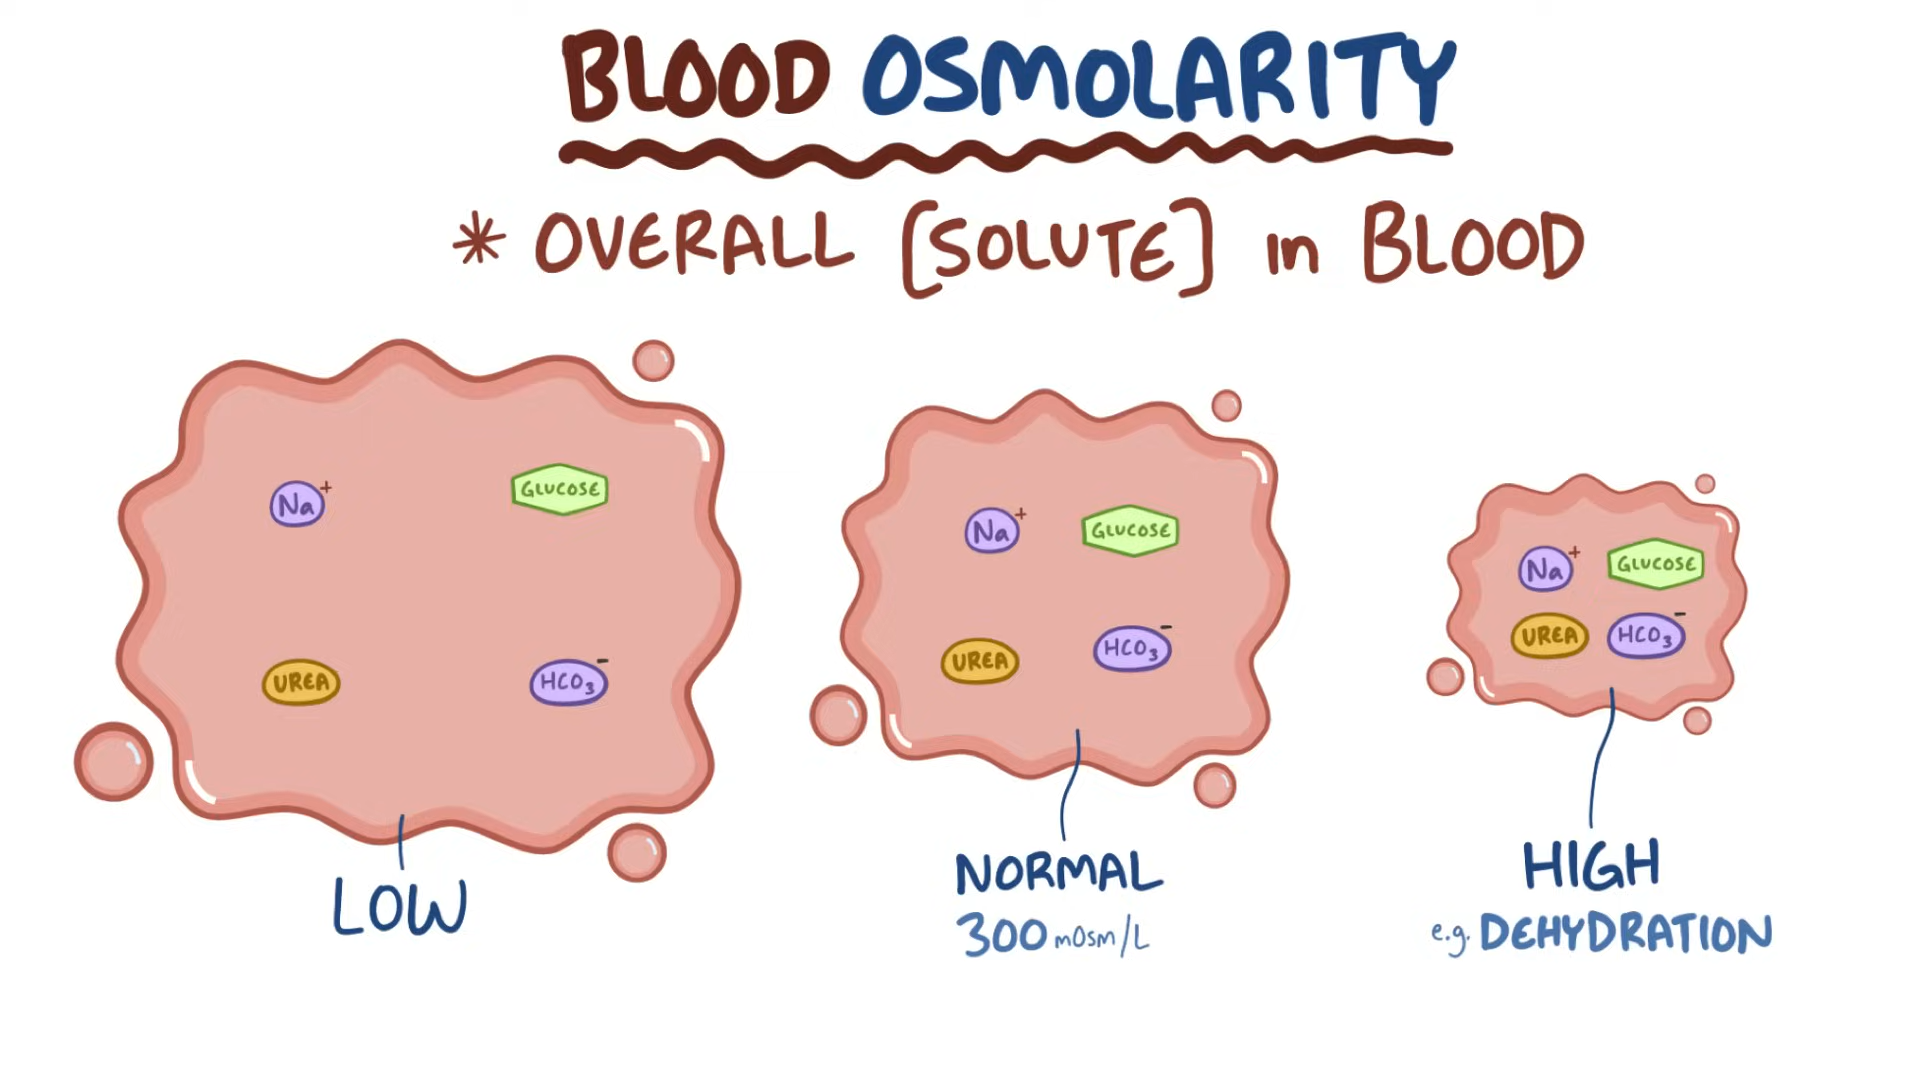 BLOOD OSMOLARITY
* OVERALL [SOLUTE] in BLOOD
Na+ GLUCOSE
UREA HCO3-
LOW
Na+ GLUCOSE
UREA HCO3-
NORMAL
300 mOsm/L
Na+ GLUCOSE
UREA HCO3-
HIGH
e.g. DEHYDRATION